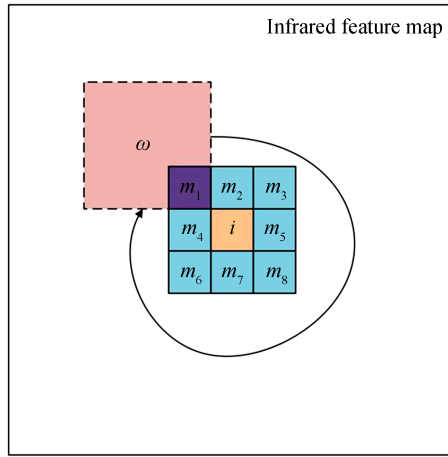 Infrared feature map
ω
m₁ m₂ m₃
m₄ i m₅
m₆ m₇ m₈